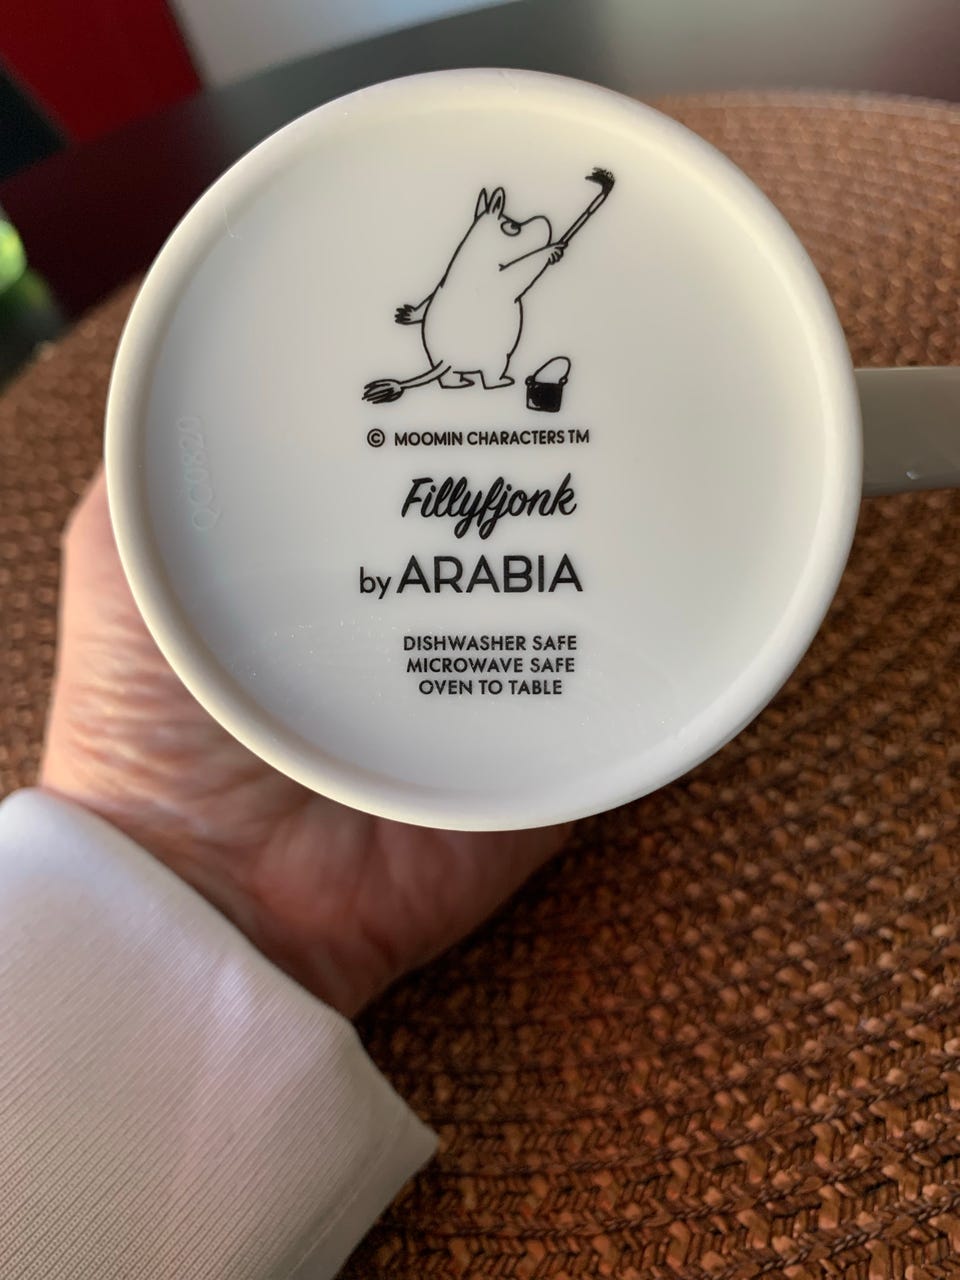 © MOOMIN CHARACTERS TM
Fillyfjonk
by ARABIA
DISHWASHER SAFE
MICROWAVE SAFE
OVEN TO TABLE